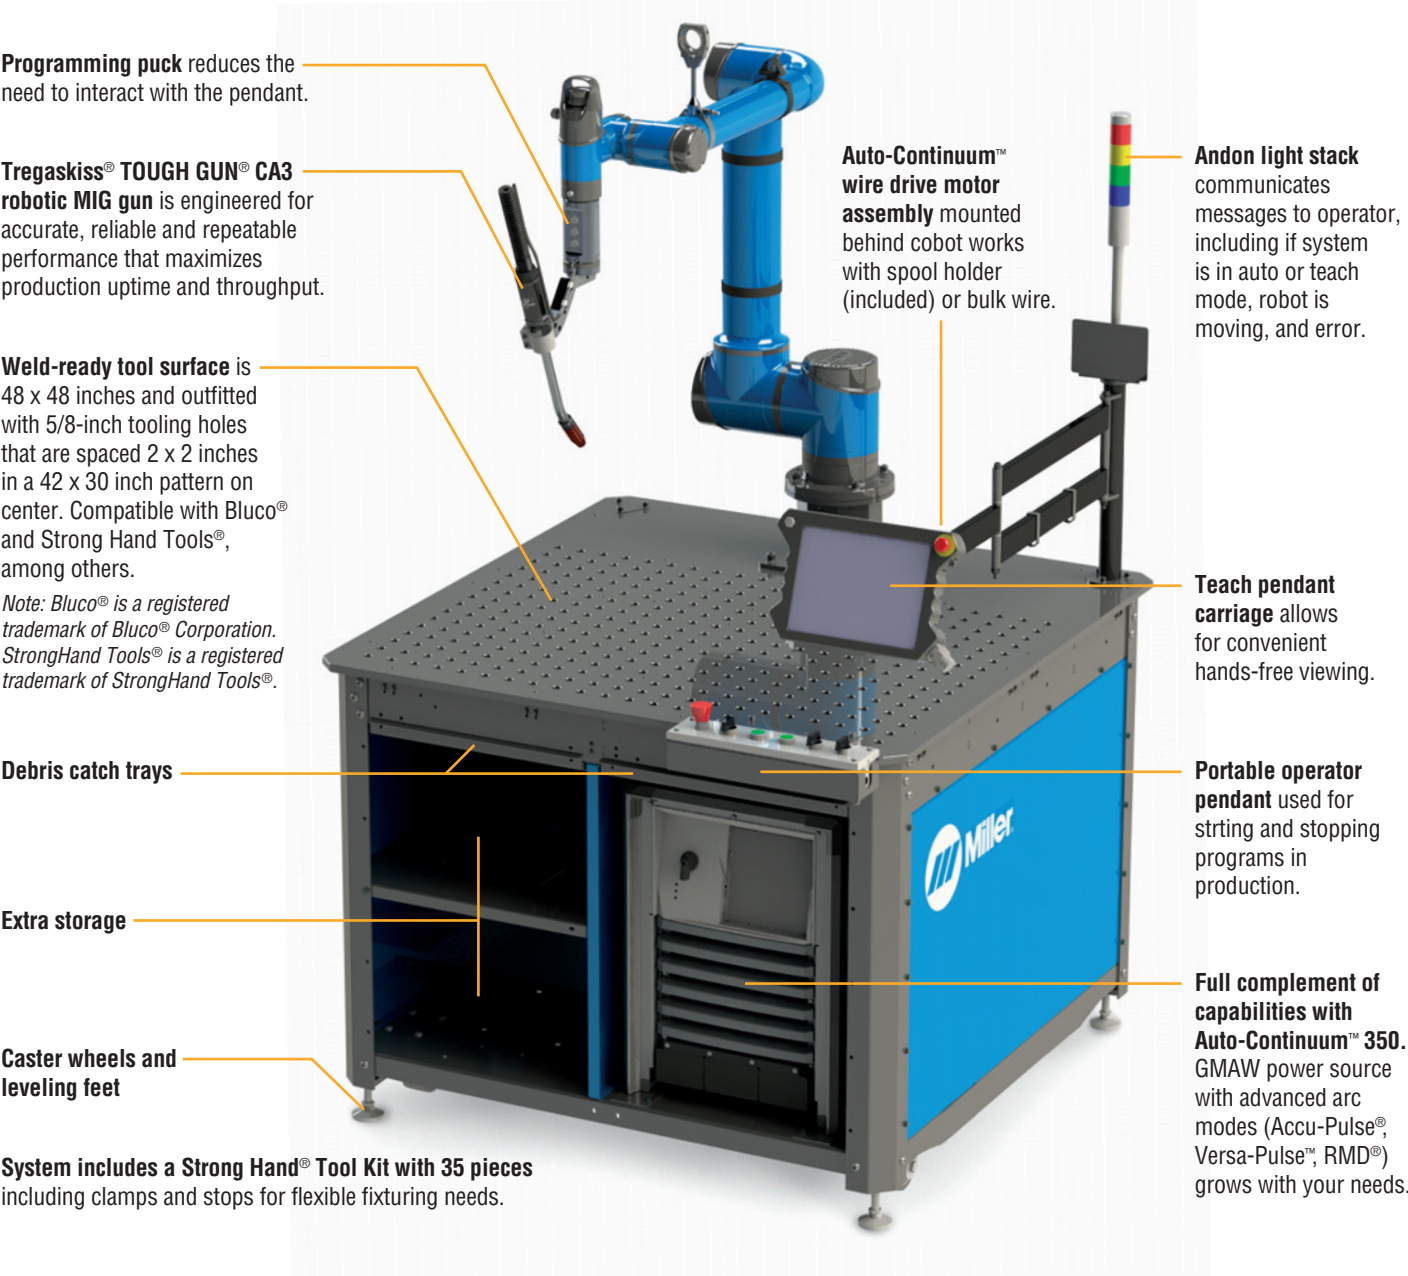 Programming puck reduces the
need to interact with the pendant.
Tregaskiss® TOUGH GUN® CA3
robotic MIG gun is engineered for
accurate, reliable and repeatable
performance that maximizes
production uptime and throughput.
Weld-ready tool surface is
48 x 48 inches and outfitted
with 5/8-inch tooling holes
that are spaced 2 x 2 inches
in a 42 x 30 inch pattern on
center. Compatible with Bluco®
and Strong Hand Tools®,
among others.
Note: Bluco® is a registered
trademark of Bluco® Corporation.
StrongHand Tools® is a registered
trademark of StrongHand Tools®.
Debris catch trays
Extra storage
Caster wheels and
leveling feet
System includes a Strong Hand® Tool Kit with 35 pieces
including clamps and stops for flexible fixturing needs.
Auto-Continuum™
wire drive motor
assembly mounted
behind cobot works
with spool holder
(included) or bulk wire.
Andon light stack
communicates
messages to operator,
including if system
is in auto or teach
mode, robot is
moving, and error.
Teach pendant
carriage allows
for convenient
hands-free viewing.
Portable operator
pendant used for
strting and stopping
programs in
production.
Full complement of
capabilities with
Auto-Continuum™ 350.
GMAW power source
with advanced arc
modes (Accu-Pulse®,
Versa-Pulse™, RMD®)
grows with your needs.
Miller